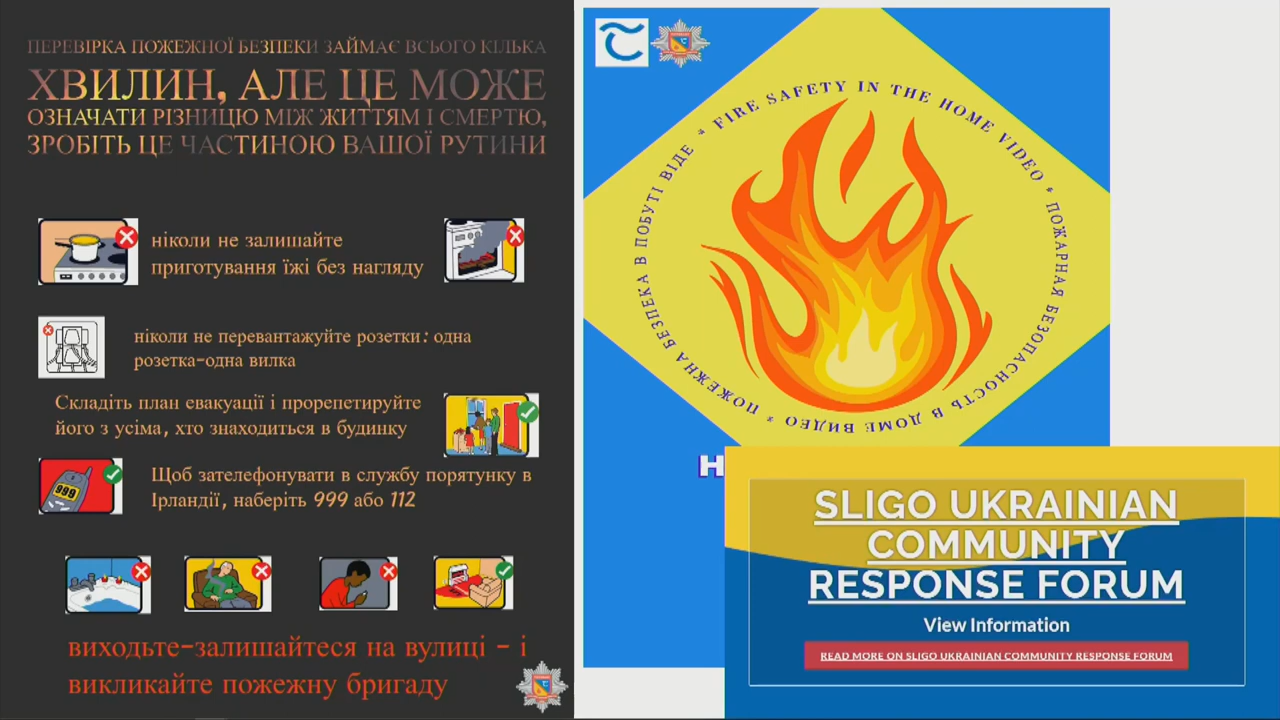 ПЕРЕВІРКА ПОЖЕЖНОЇ БЕЗПЕКИ ЗАЙМАЄ ВСЬОГО КІЛЬКА
ХВИЛИН, АЛЕ ЦЕ МОЖЕ
ОЗНАЧАТИ РІЗНИЦЮ МІЖ ЖИТТЯМ І СМЕРТЮ,
ЗРОБІТЬ ЦЕ ЧАСТИНОЮ ВАШОЇ РУТИНИ
ніколи не залишайте
приготування їжі без нагляду
ніколи не перевантажуйте розетки: одна
розетка-одна вилка
Складіть план евакуації і прорепетируйте
його з усіма, хто знаходиться в будинку
999
Щоб зателефонувати в службу порятунку в
Ірландії, наберіть 999 або 112
виходьте-залишайтеся на вулиці - і
викликайте пожежну бригаду
* FIRE SAFETY IN THE HOME VIDEO * ПОЖАРНАЯ БЕЗОПАСНОСТЬ В ДОМЕ ВИДЕО * ПОЖЕЖНА БЕЗПЕКА В ПОБУТІ ВІДЕ
Н
SLIGO UKRAINIAN
COMMUNITY
RESPONSE FORUM
View Information
READ MORE ON SLIGO UKRAINIAN COMMUNITY RESPONSE FORUM